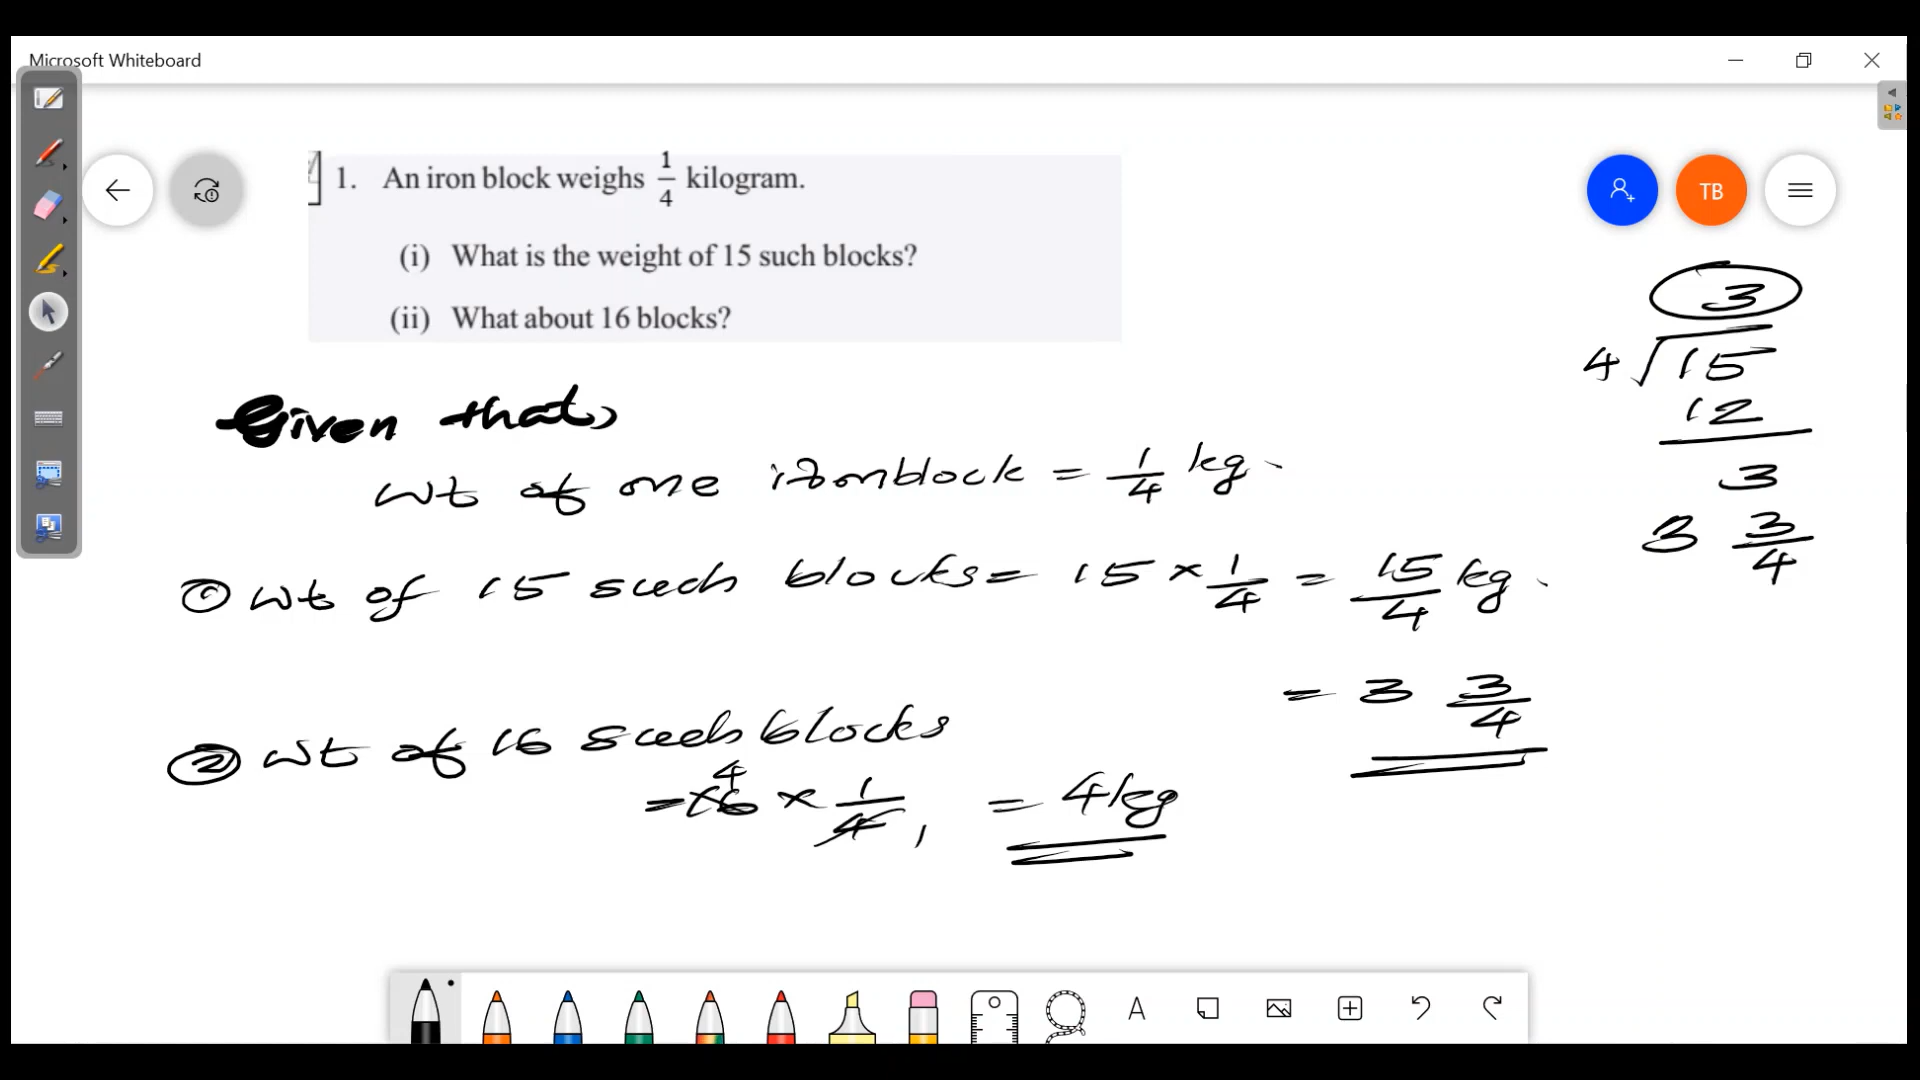 Microsoft Whiteboard
TB
1. An iron block weighs 1/4 kilogram.
(i) What is the weight of 15 such blocks?
(ii) What about 16 blocks?
Given that,
wt of one iron block = 1/4 kg.
① wt of 15 such blocks = 15 × 1/4 = 15/4 kg.
= 3 3/4
② wt of 16 such blocks
= 16 × 1/4 = 4 kg
4
1
3
4 √15
12
3
3 3/4
A